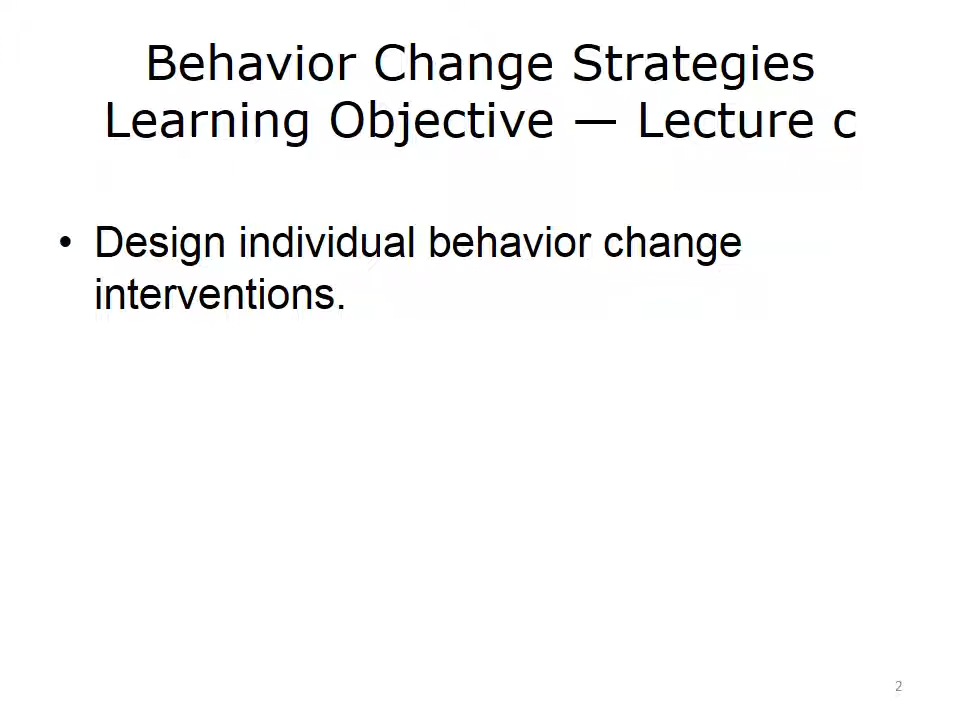 Behavior Change Strategies
Learning Objective — Lecture c
• Design individual behavior change
interventions.
2